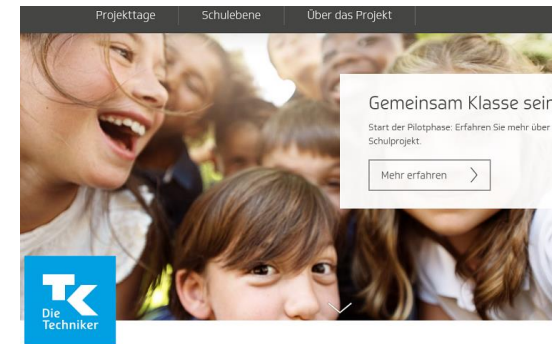 Projekttage Schulebene Über das Projekt
Gemeinsam Klasse sein
Start der Pilotphase: Erfahren Sie mehr über
Schulprojekt.
Mehr erfahren
TK
Die
Techniker